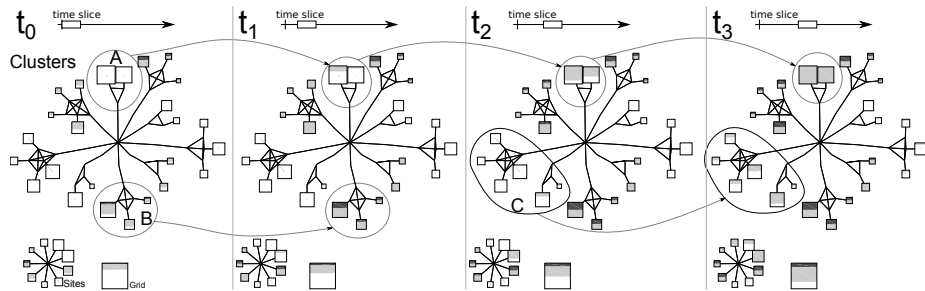 t0
time slice
t1
time slice
t2
time slice
t3
time slice
Clusters
A
B
C
Sites
Grid